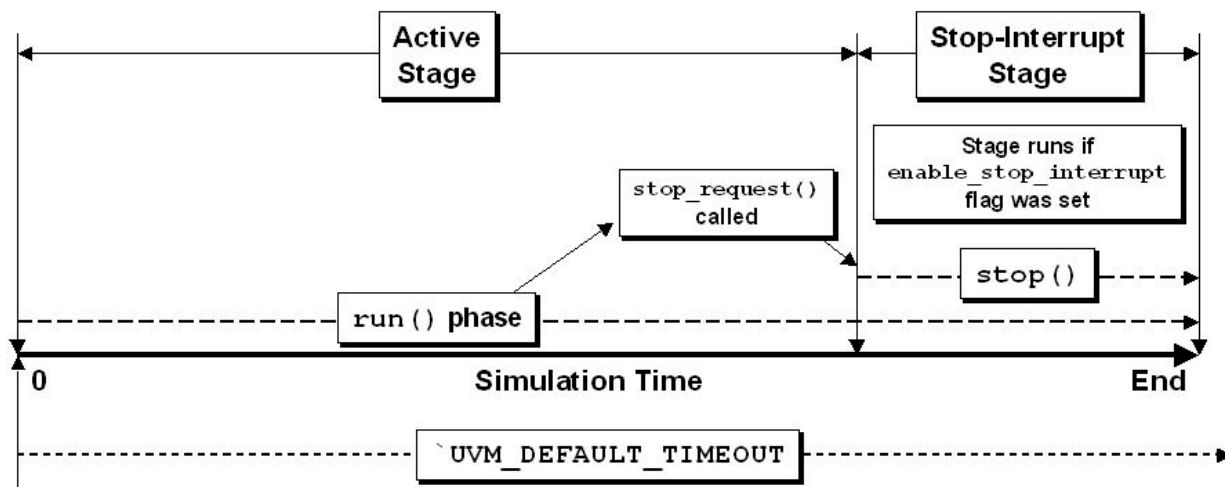 Active
Stage
Stop-Interrupt
Stage
Stage runs if
enable_stop_interrupt
flag was set
stop_request()
called
stop()
run() phase
0
Simulation Time
End
`UVM_DEFAULT_TIMEOUT